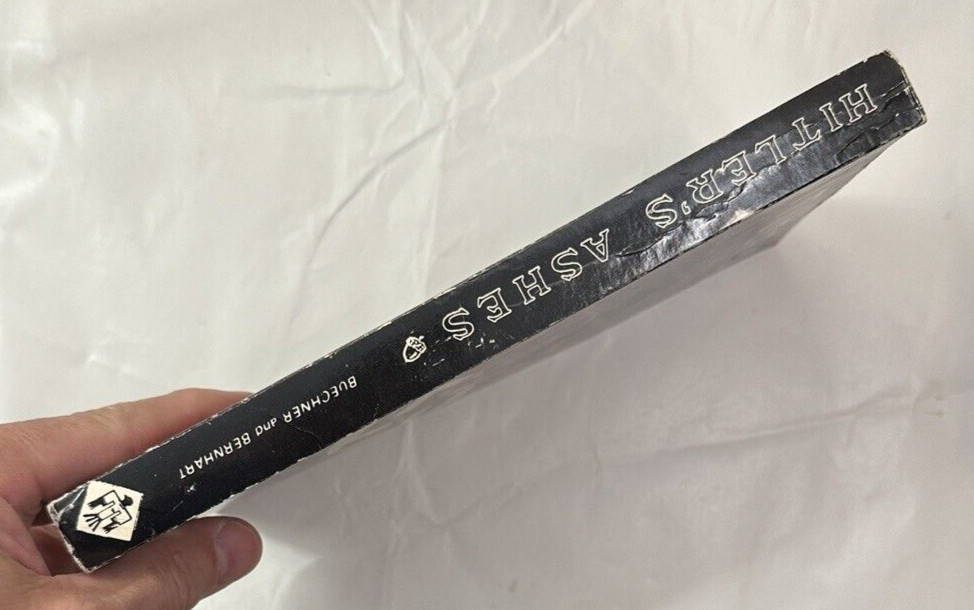 HITLER'S ASHES
BUECHNER and BERNHART